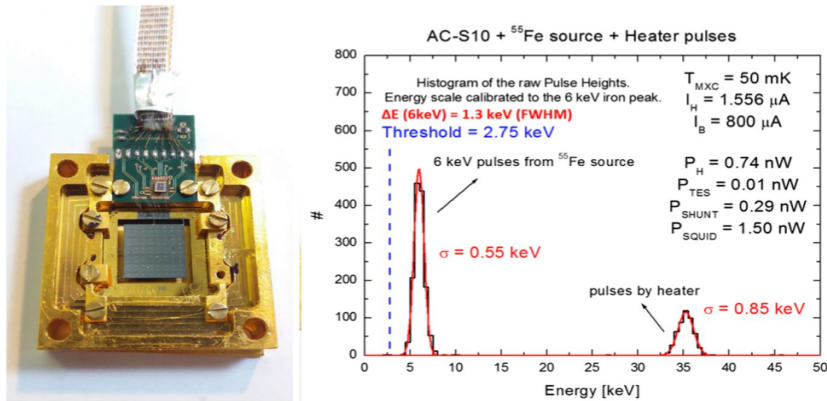 AC-S10 + ⁵⁵Fe source + Heater pulses
Histogram of the raw Pulse Heights.
Energy scale calibrated to the 6 keV iron peak.
ΔE (6keV) = 1.3 keV (FWHM)
Threshold = 2.75 keV
T_MXC = 50 mK
I_H = 1.556 μA
I_B = 800 μA
P_H = 0.74 nW
P_TES = 0.01 nW
P_SHUNT = 0.29 nW
P_SQUID = 1.50 nW
6 keV pulses from ⁵⁵Fe source
σ = 0.55 keV
pulses by heater
σ = 0.85 keV
#
800
700
600
500
400
300
200
100
0
0 5 10 15 20 25 30 35 40 45 50
Energy [keV]